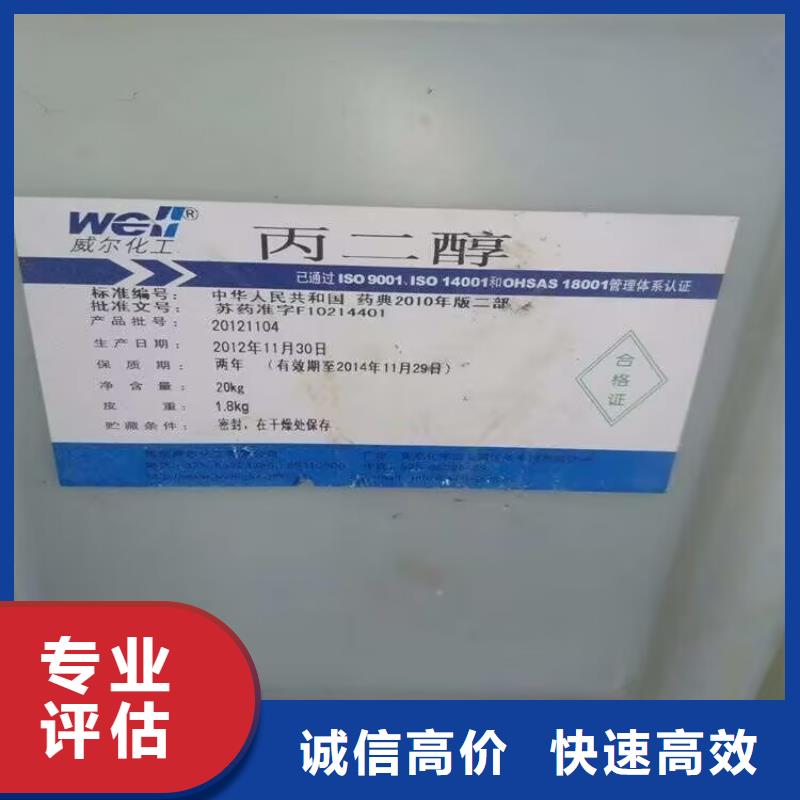 Well®
威尔化工
丙二醇
已通过ISO 9001、ISO 14001和OHSAS 18001管理体系认证
标准编号: 中华人民共和国 药典2010年版二部
批准文号: 苏药准字F10214401
产品批号: 20121104
生产日期: 2012年11月30日
保质期: 两年 (有效期至2014年11月29日)
净含量: 20kg
皮重: 1.8kg
贮藏条件: 密封,在干燥处保存
合格证
专业
评估
诚信高价 快速高效